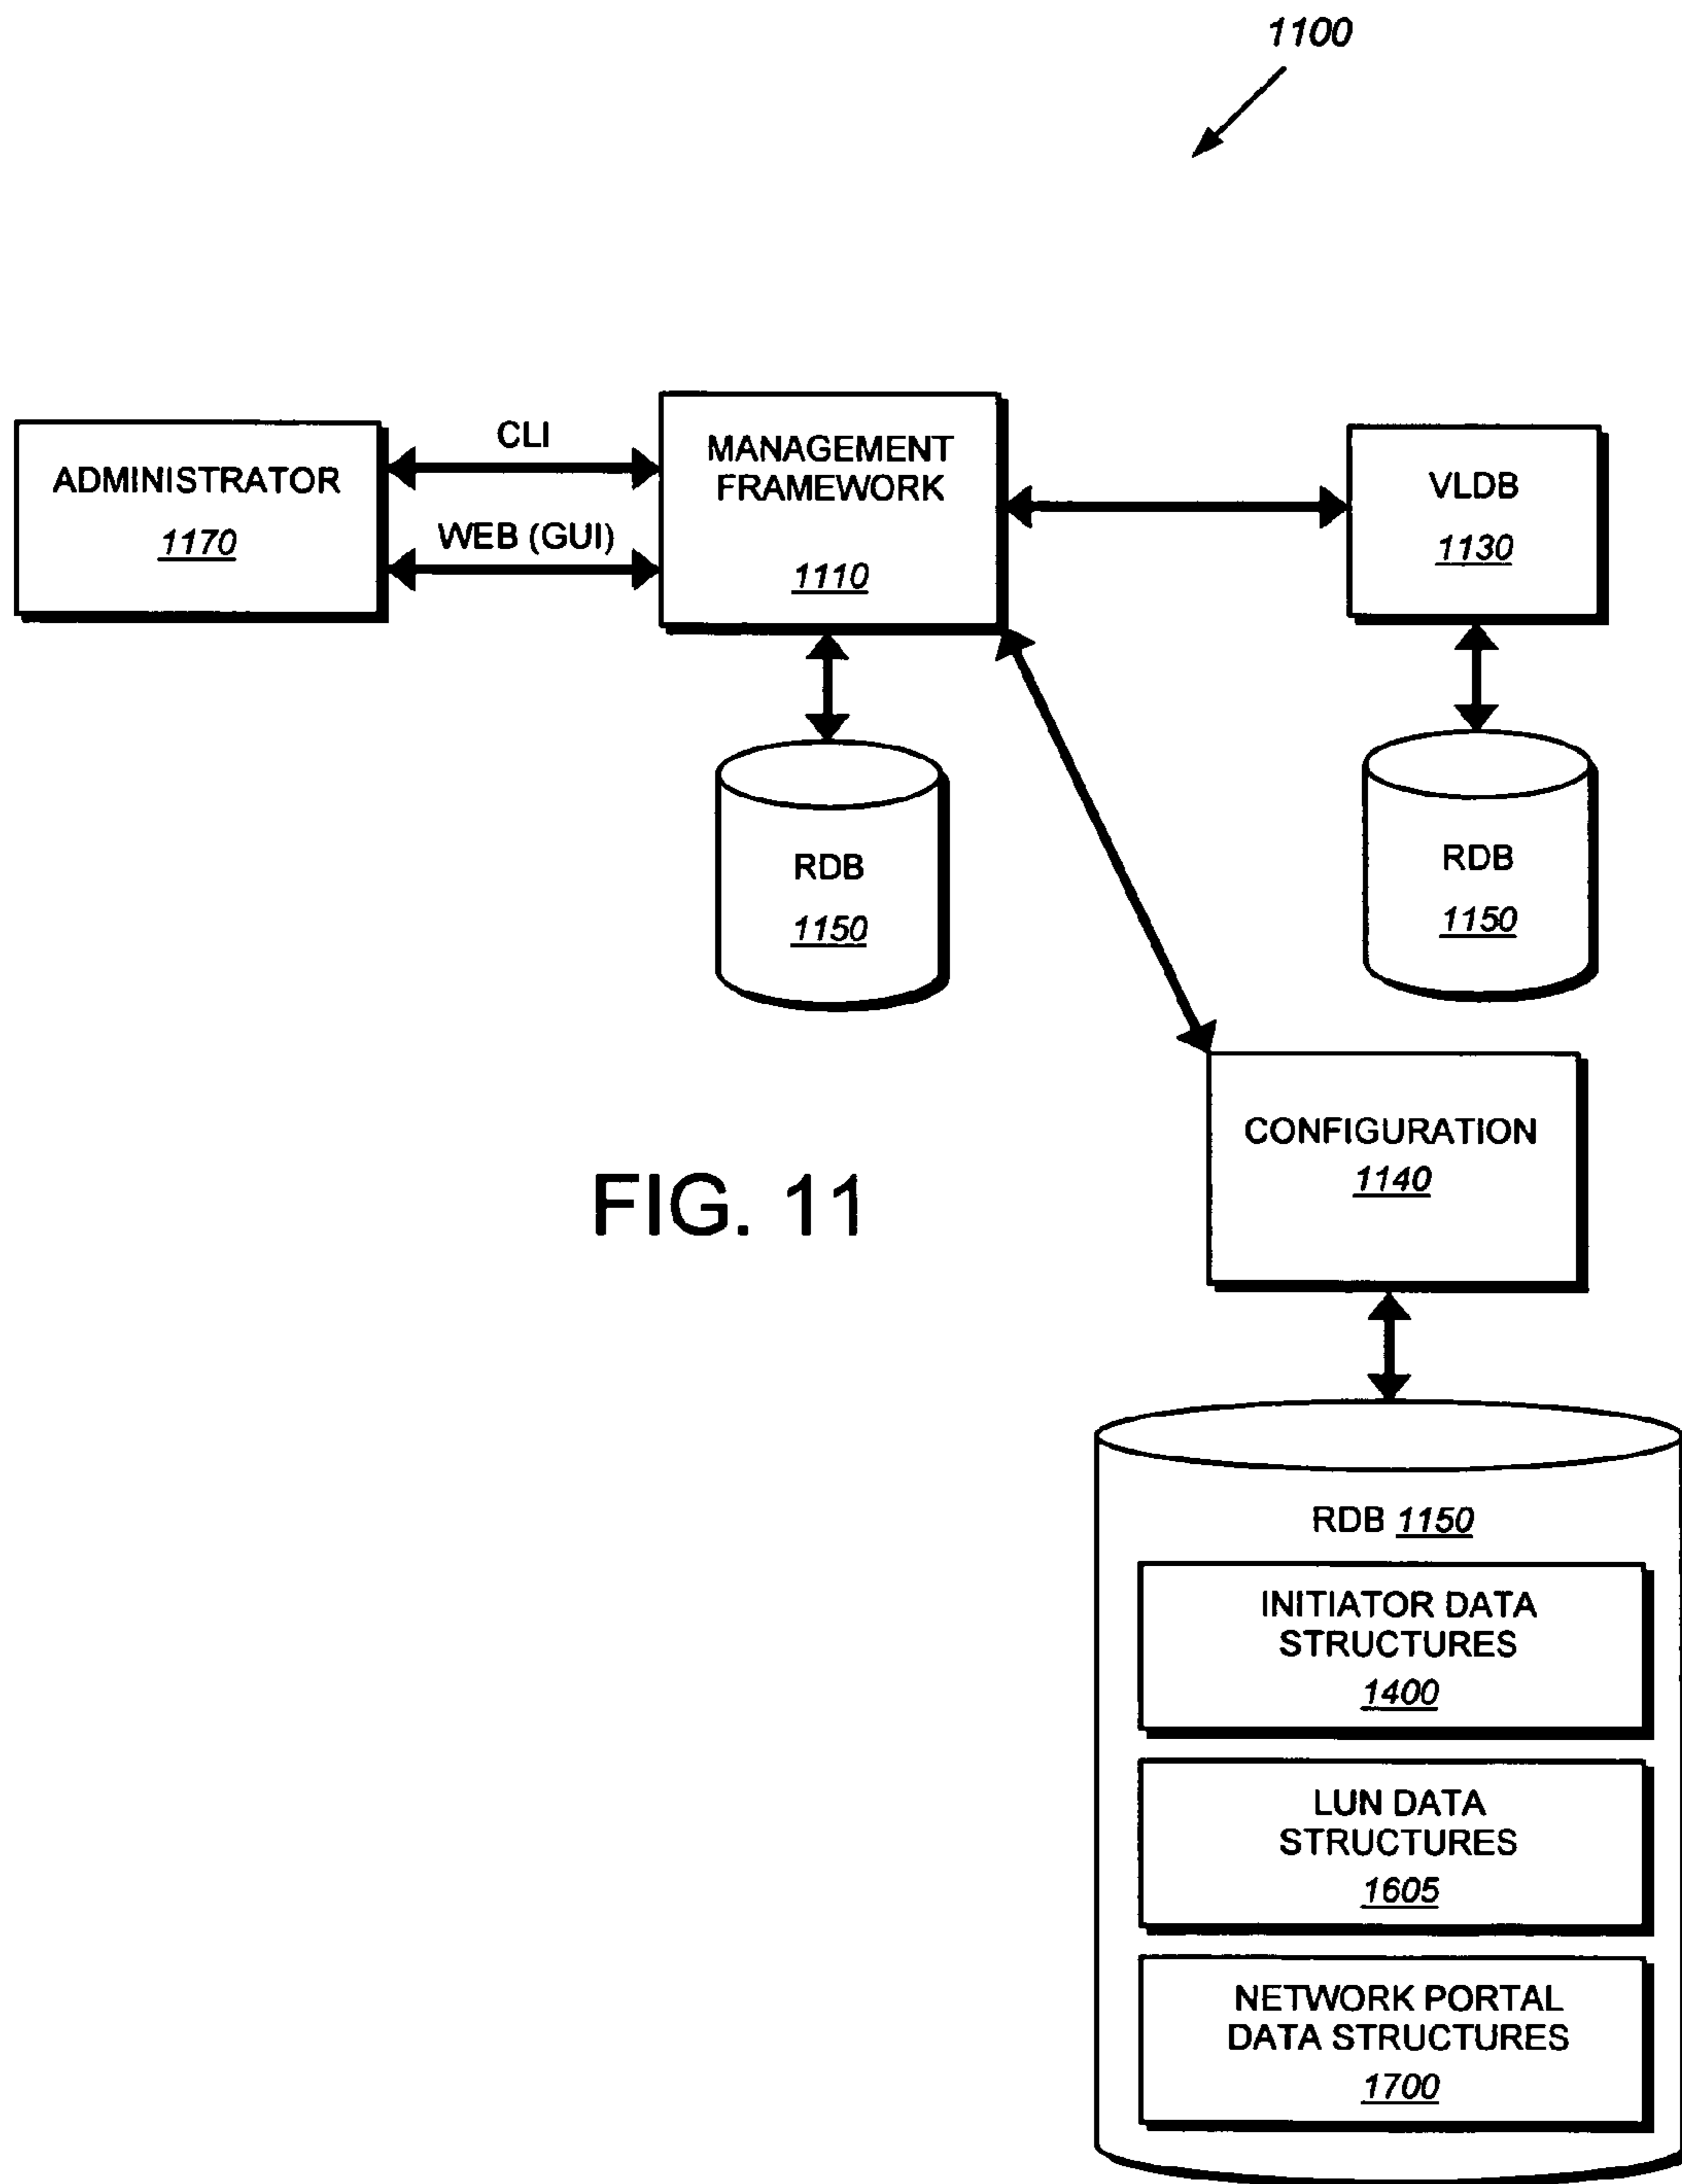 1100
ADMINISTRATOR
1170
CLI
WEB (GUI)
MANAGEMENT
FRAMEWORK
1110
VLDB
1130
RDB
1150
RDB
1150
CONFIGURATION
1140
FIG. 11
RDB 1150
INITIATOR DATA
STRUCTURES
1400
LUN DATA
STRUCTURES
1605
NETWORK PORTAL
DATA STRUCTURES
1700